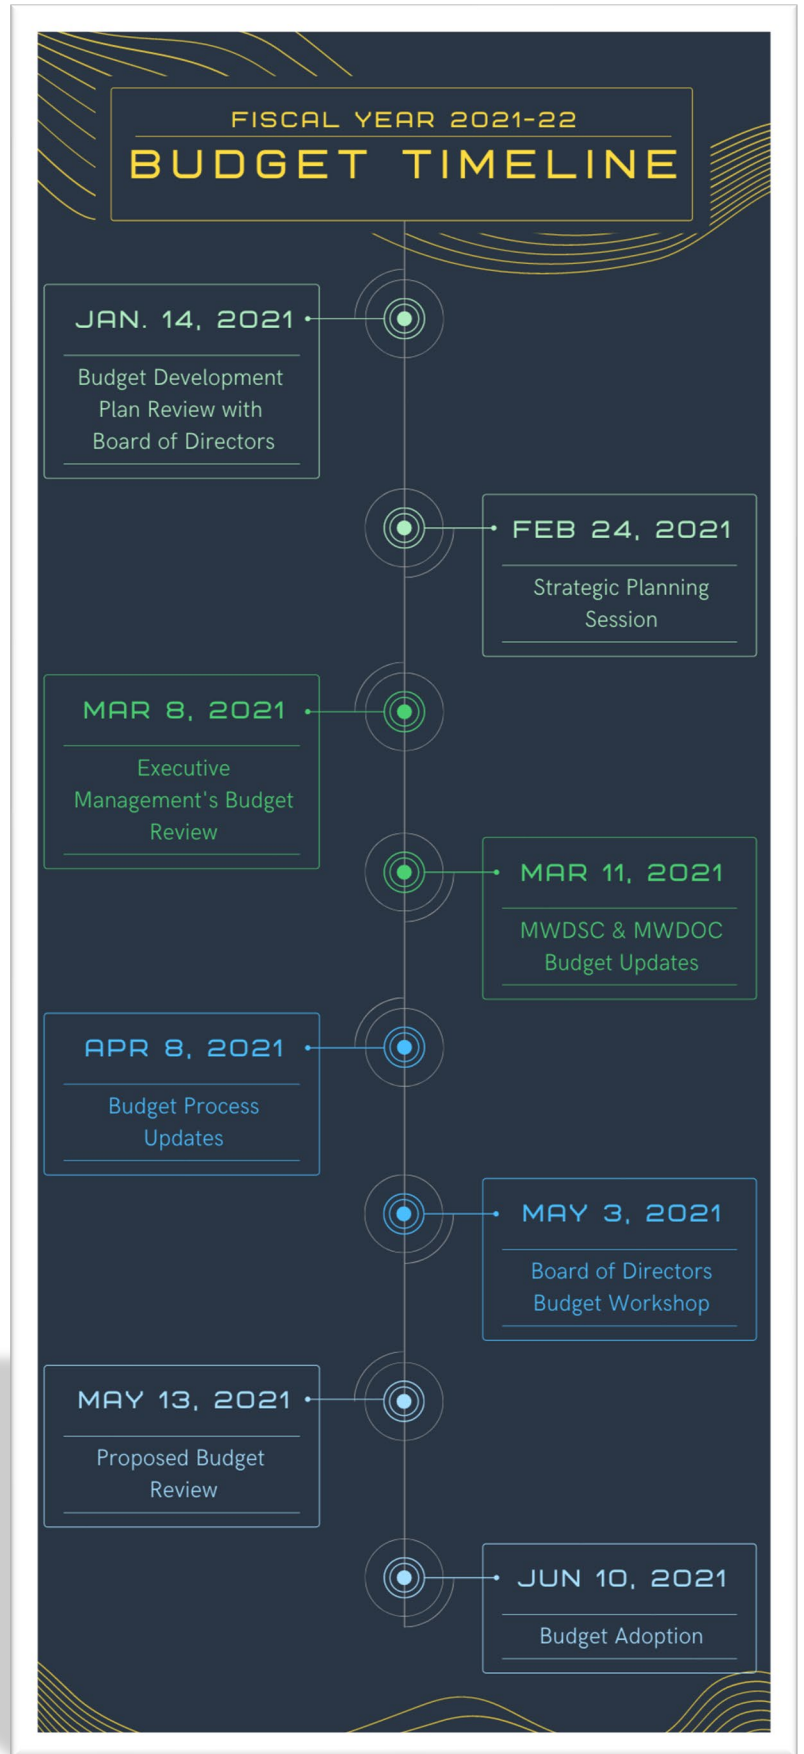 FISCAL YEAR 2021-22
BUDGET TIMELINE
JAN. 14, 2021
Budget Development
Plan Review with
Board of Directors
FEB 24, 2021
Strategic Planning
Session
MAR 8, 2021
Executive
Management's Budget
Review
MAR 11, 2021
MWDSC & MWDOC
Budget Updates
APR 8, 2021
Budget Process
Updates
MAY 3, 2021
Board of Directors
Budget Workshop
MAY 13, 2021
Proposed Budget
Review
JUN 10, 2021
Budget Adoption